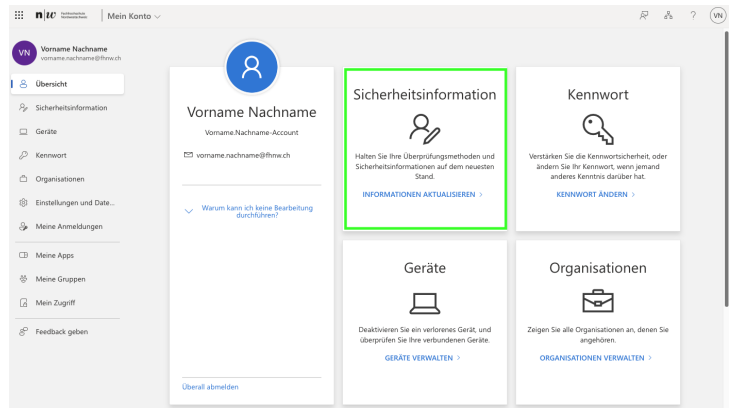 n|w Fachhochschule Nordwestschweiz
Mein Konto
?
VN
VN
Vorname Nachname
vorname.nachname@fhnw.ch
Übersicht
Sicherheitsinformation
Geräte
Kennwort
Organisationen
Einstellungen und Date...
Meine Anmeldungen
Meine Apps
Meine Gruppen
Mein Zugriff
Feedback geben
Vorname Nachname
Vorname.Nachname-Account
vorname.nachname@fhnw.ch
Warum kann ich keine Bearbeitung
durchführen?
Überall abmelden
Sicherheitsinformation
Halten Sie Ihre Überprüfungsmethoden und
Sicherheitsinformationen auf dem neuesten
Stand.
INFORMATIONEN AKTUALISIEREN >
Kennwort
Verstärken Sie die Kennwortsicherheit, oder
ändern Sie Ihr Kennwort, wenn jemand
anderes Kenntnis darüber hat.
KENNWORT ÄNDERN >
Geräte
Deaktivieren Sie ein verlorenes Gerät, und
überprüfen Sie Ihre verbundenen Geräte.
GERÄTE VERWALTEN >
Organisationen
Zeigen Sie alle Organisationen an, denen Sie
angehören.
ORGANISATIONEN VERWALTEN >